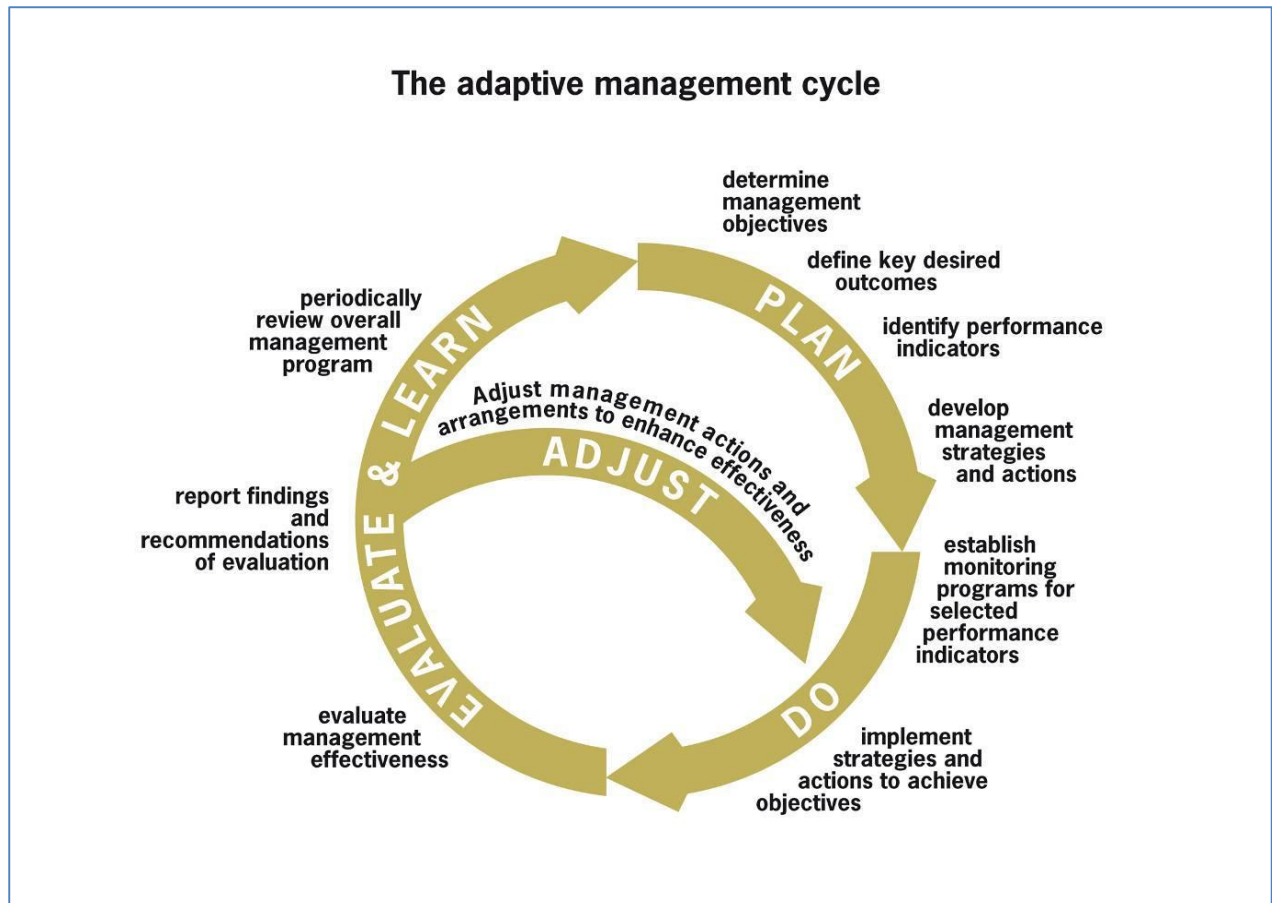 The adaptive management cycle
determine
management
objectives
define key desired
outcomes
PLAN
identify performance
indicators
develop
management
strategies
and actions
establish
monitoring
programs for
selected
performance
indicators
DO
implement
strategies and
actions to achieve
objectives
evaluate
management
effectiveness
EVALUATE & LEARN
report findings
and
recommendations
of evaluation
periodically
review overall
management
program
Adjust management actions and
arrangements to enhance effectiveness
ADJUST